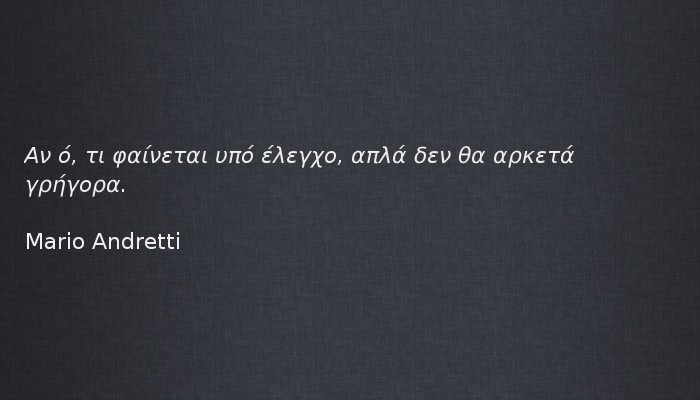 Αν ό, τι φαίνεται υπό έλεγχο, απλά δεν θα αρκετά
γρήγορα.
Mario Andretti